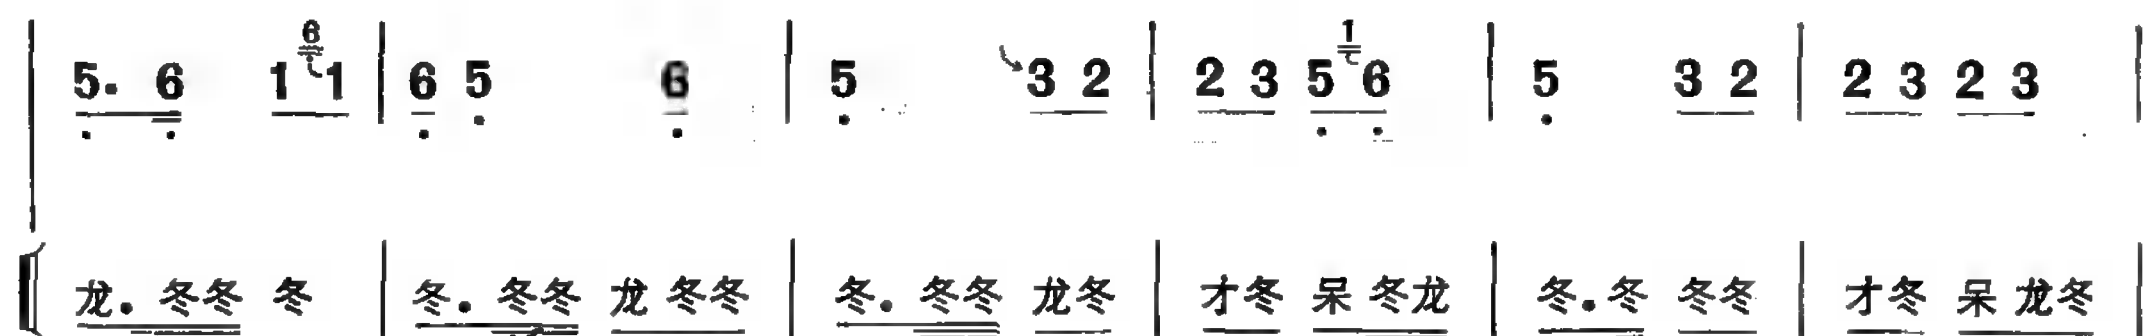 6 1
5. 6 1 1 | 6 5 6 | 5 3 2 | 2 3 5 6 | 5 3 2 | 2 3 2 3 |
龙. 冬冬 冬 | 冬. 冬冬 龙 冬冬 | 冬. 冬冬 龙冬 | 才冬 呆 冬龙 | 冬.冬 冬冬 | 才冬 呆 龙冬 |